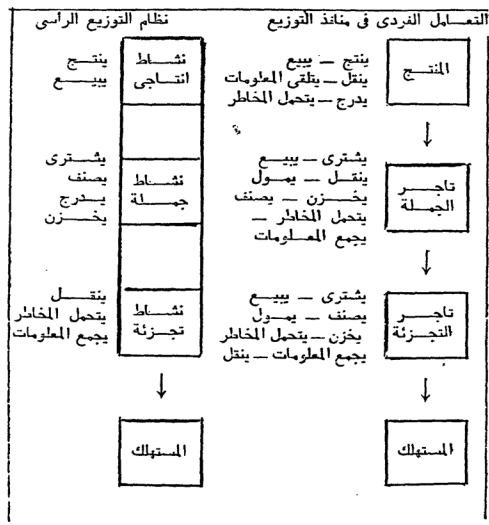 التعامل الفردى فى منافذ التوزيع
المنتج
ينتج – يبيع
ينقل – يتلقى المعلومات
يدرج – يتحمل المخاطر
تاجر
الجملة
يشترى – يبيع
ينقل – يمول
يخزن – يصنف
يتحمل المخاطر –
يجمع المعلومات
تاجر
التجزئة
يشترى – يبيع
يصنف – يمول
يخزن – يتحمل المخاطر
يجمع المعلومات – ينقل
المستهلك
نظام التوزيع الرأسى
نشاط
انتاجى
ينتج
يبيع
نشاط
جملة
يشترى
يصنف
يدرج
يخزن
نشاط
تجزئة
ينقل
يتحمل المخاطر
يجمع المعلومات
المستهلك